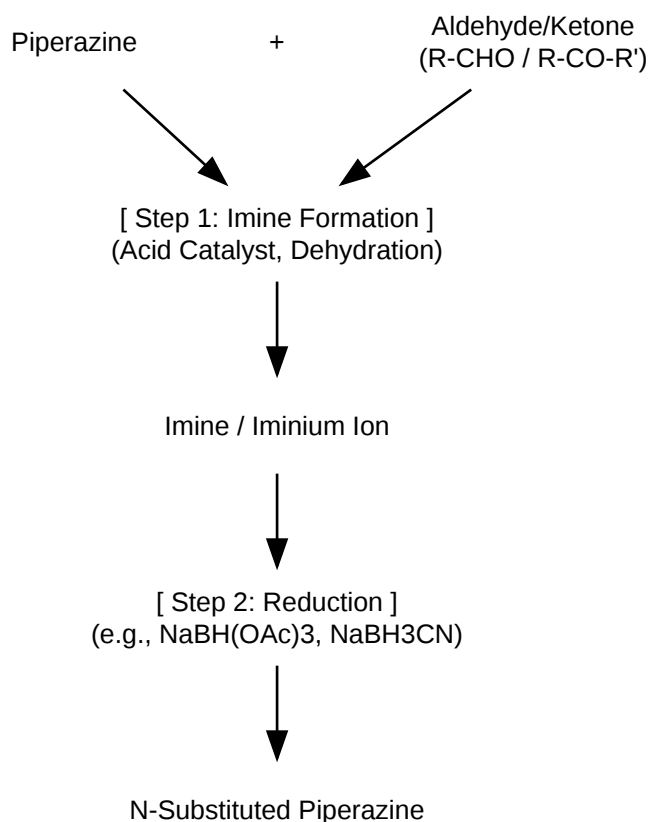 Piperazine + Aldehyde/Ketone
(R-CHO / R-CO-R')
[ Step 1: Imine Formation ]
(Acid Catalyst, Dehydration)
Imine / Iminium Ion
[ Step 2: Reduction ]
(e.g., NaBH(OAc)3, NaBH3CN)
N-Substituted Piperazine